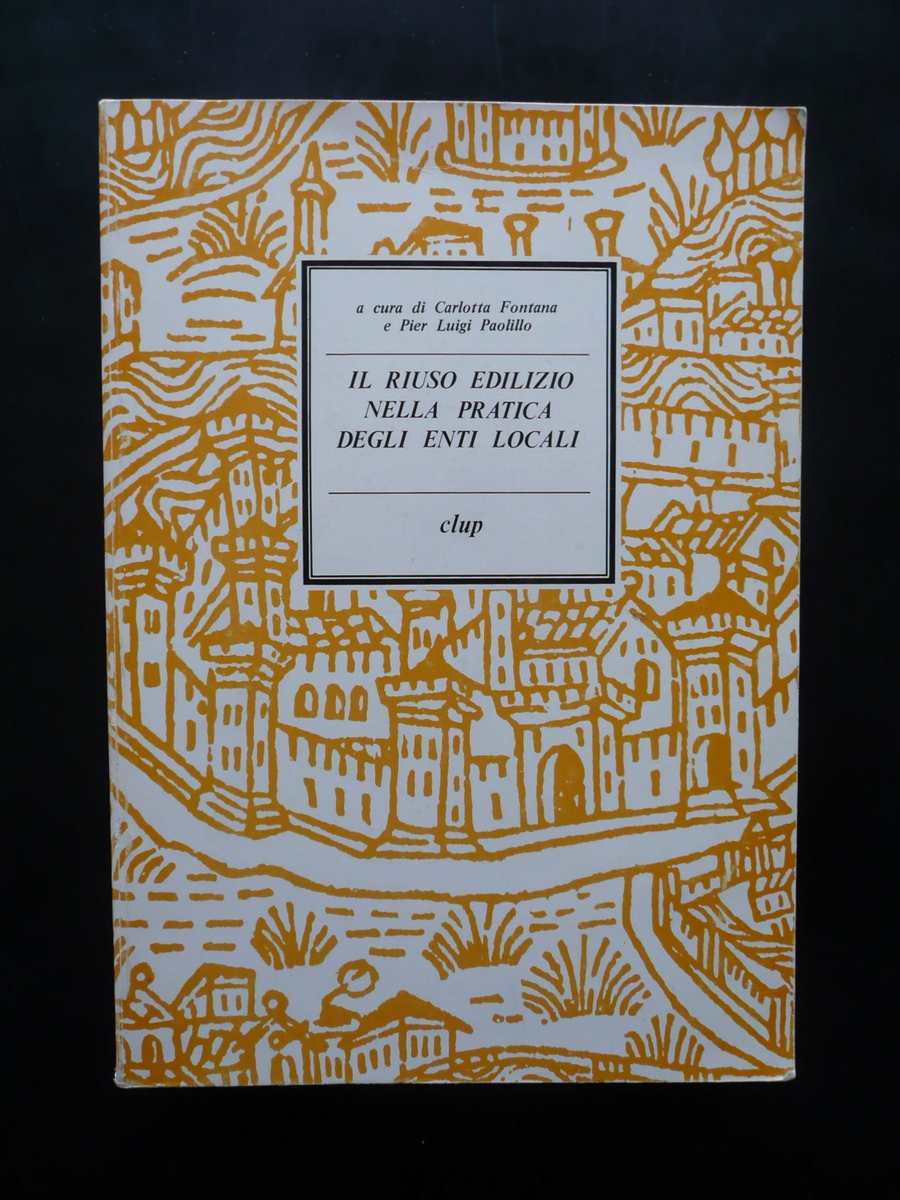 a cura di Carlotta Fontana
e Pier Luigi Paolillo
IL RIUSO EDILIZIO
NELLA PRATICA
DEGLI ENTI LOCALI
clup